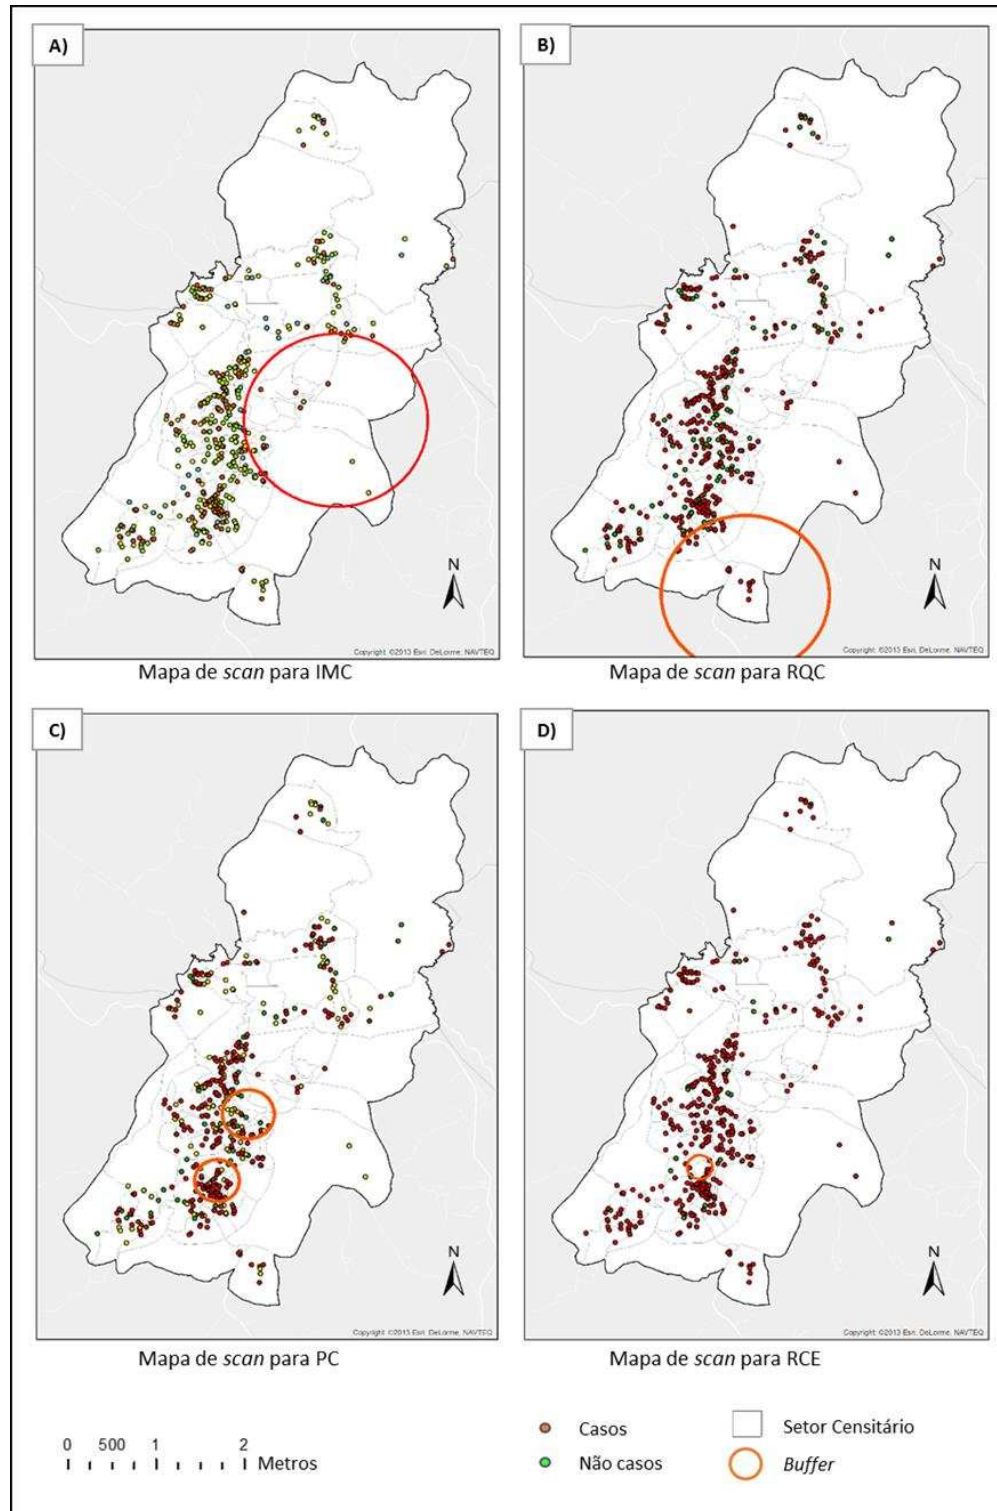 A)
B)
N
N
Copyright: ©2013 Esri, DeLorme, NAVTEQ
Copyright: ©2013 Esri, DeLorme, NAVTEQ
Mapa de scan para IMC
Mapa de scan para RQC
C)
D)
N
N
Copyright: ©2013 Esri, DeLorme, NAVTEQ
Copyright: ©2013 Esri, DeLorme, NAVTEQ
Mapa de scan para PC
Mapa de scan para RCE
0 500 1 2
Metros
Casos
Setor Censitário
Não casos
Buffer